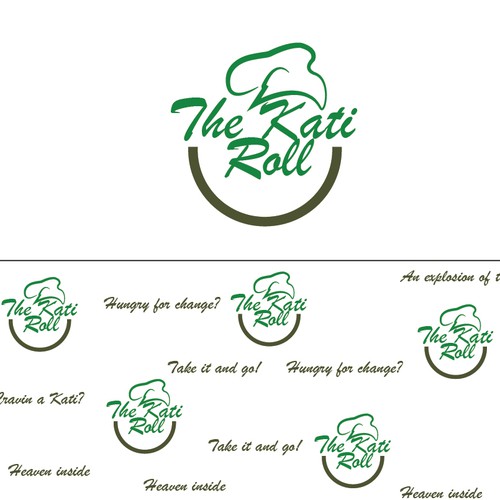 The Kati
Roll
An explosion of t
The Kati
Roll
Hungry for change?
The Kati
Roll
The Kati
Roll
Take it and go!
Hungry for change?
ravin a Kati?
The Kati
Roll
Take it and go!
The Kati
Roll
Heaven inside
Heaven inside
Heaven inside